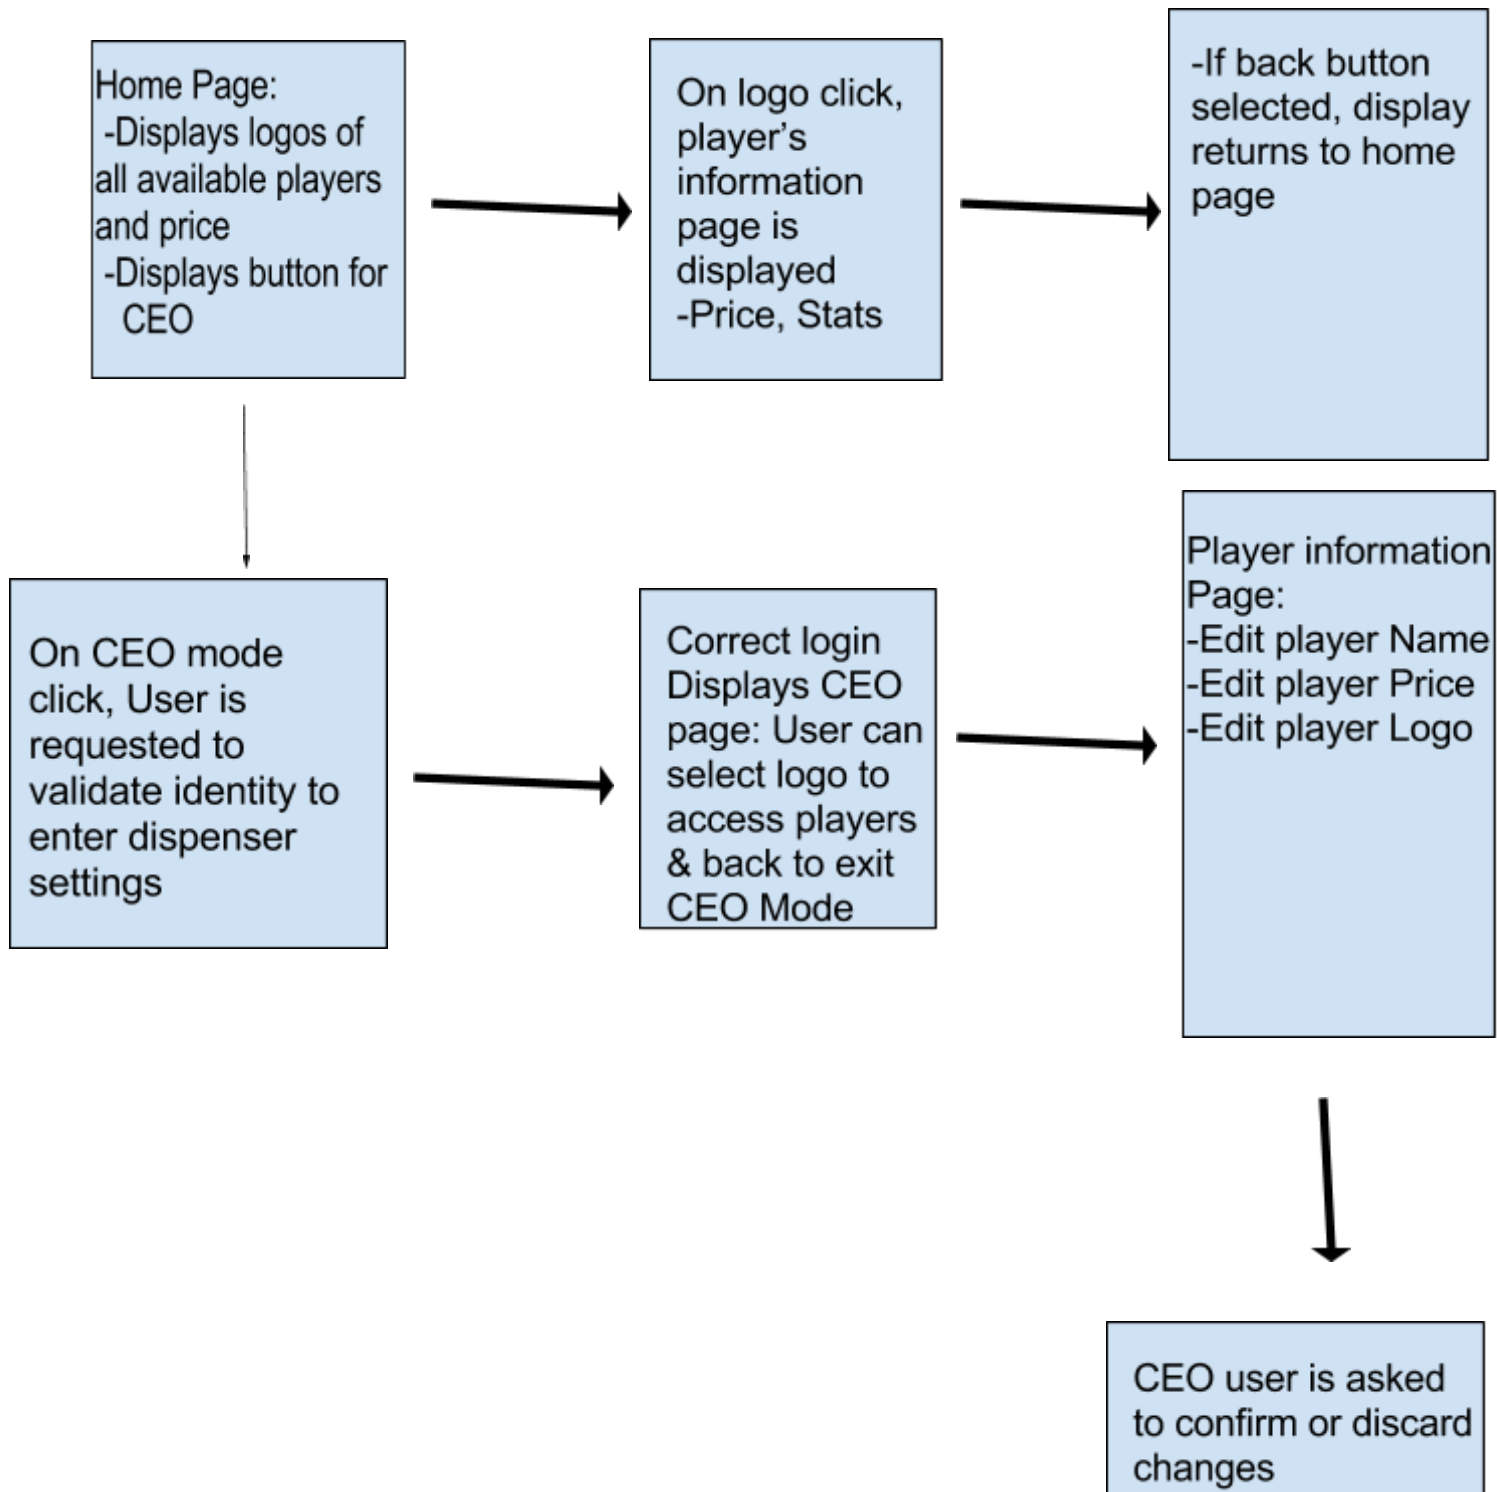 Home Page:
-Displays logos of
all available players
and price
-Displays button for
CEO
On logo click,
player’s
information
page is
displayed
-Price, Stats
-If back button
selected, display
returns to home
page
On CEO mode
click, User is
requested to
validate identity to
enter dispenser
settings
Correct login
Displays CEO
page: User can
select logo to
access players
& back to exit
CEO Mode
Player information
Page:
-Edit player Name
-Edit player Price
-Edit player Logo
CEO user is asked
to confirm or discard
changes